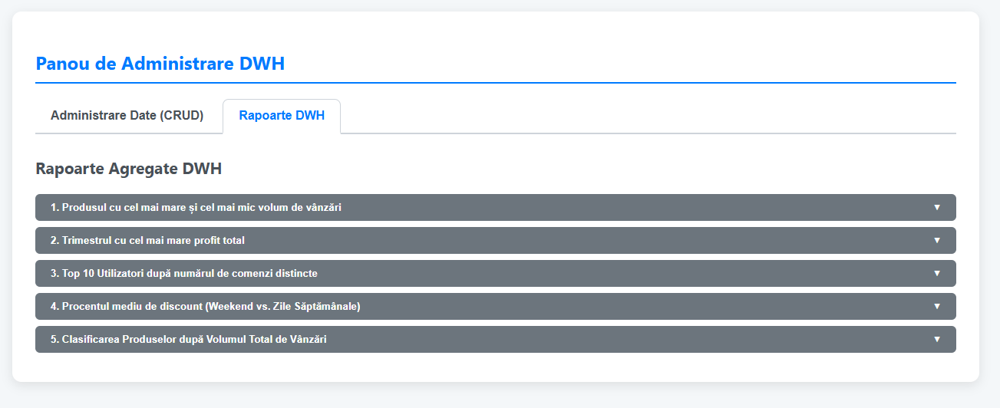 Panou de Administrare DWH
Administrare Date (CRUD)
Rapoarte DWH
Rapoarte Agregate DWH
1. Produsul cu cel mai mare și cel mai mic volum de vânzări
2. Trimestrul cu cel mai mare profit total
3. Top 10 Utilizatori după numărul de comenzi distincte
4. Procentul mediu de discount (Weekend vs. Zile Săptămânale)
5. Clasificarea Produselor după Volumul Total de Vânzări